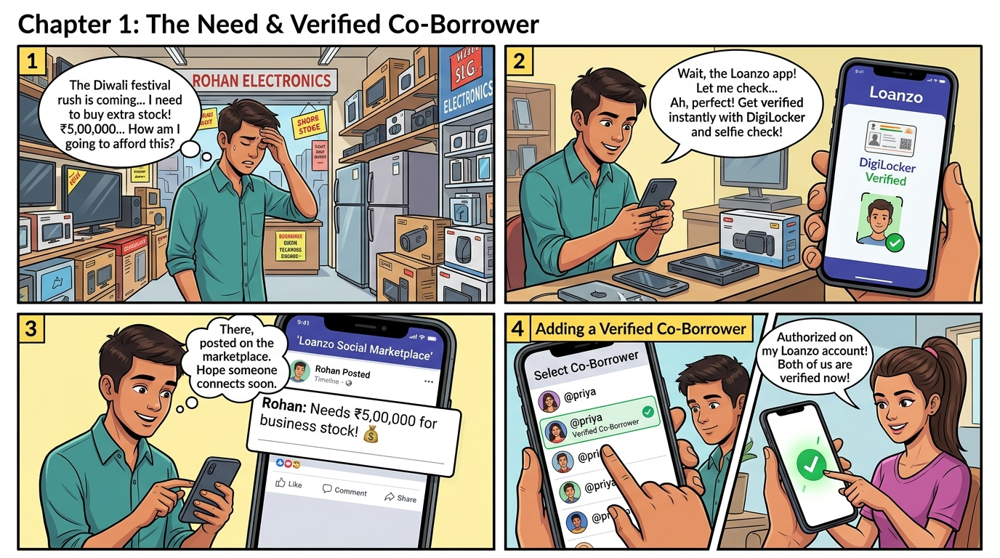 Chapter 1: The Need & Verified Co-Borrower
1
The Diwali festival
rush is coming... I need
to buy extra stock!
₹5,00,000... How am I
going to afford this?
ROHAN ELECTRONICS
SHORE
STOGE
SLG
ELECTRONICS
2
Wait, the Loanzo app!
Let me check...
Ah, perfect! Get verified
instantly with DigiLocker
and selfie check!
Loanzo
DigiLocker
Verified
3
There,
posted on the
marketplace.
Hope someone
connects soon.
9:41
'Loanzo Social Marketplace'
Rohan Posted
Timeline
Rohan: Needs ₹5,00,000 for
business stock!
Like
Comment
Share
4
Adding a Verified Co-Borrower
Select Co-Borrower
@priya
@priya
Verified Co-Borrower
@pri
@priya
@pr
Authorized on
my Loanzo account!
Both of us are
verified now!